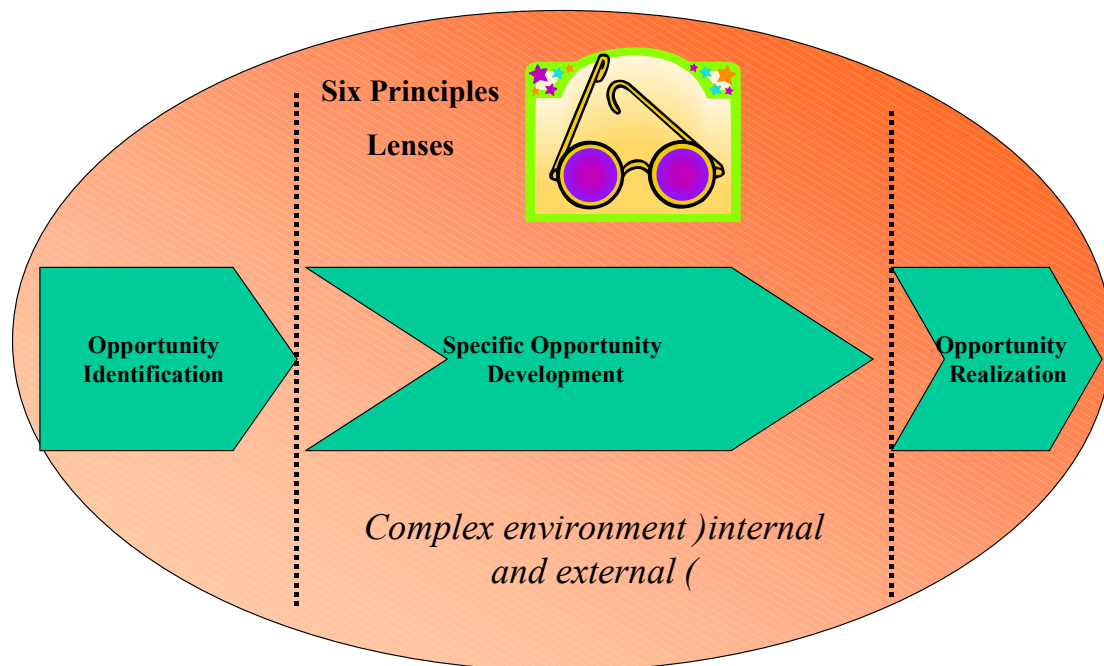 Six Principles
Lenses
Opportunity
Identification
Specific Opportunity
Development
Opportunity
Realization
Complex environment )internal
and external (